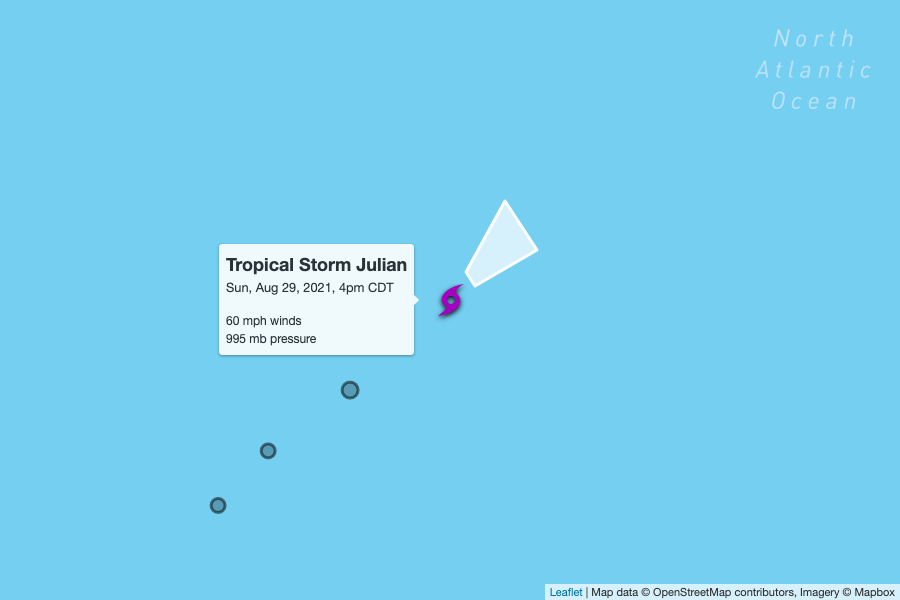 North
Atlantic
Ocean
Tropical Storm Julian
Sun, Aug 29, 2021, 4pm CDT
60 mph winds
995 mb pressure
Leaflet | Map data © OpenStreetMap contributors, Imagery © Mapbox